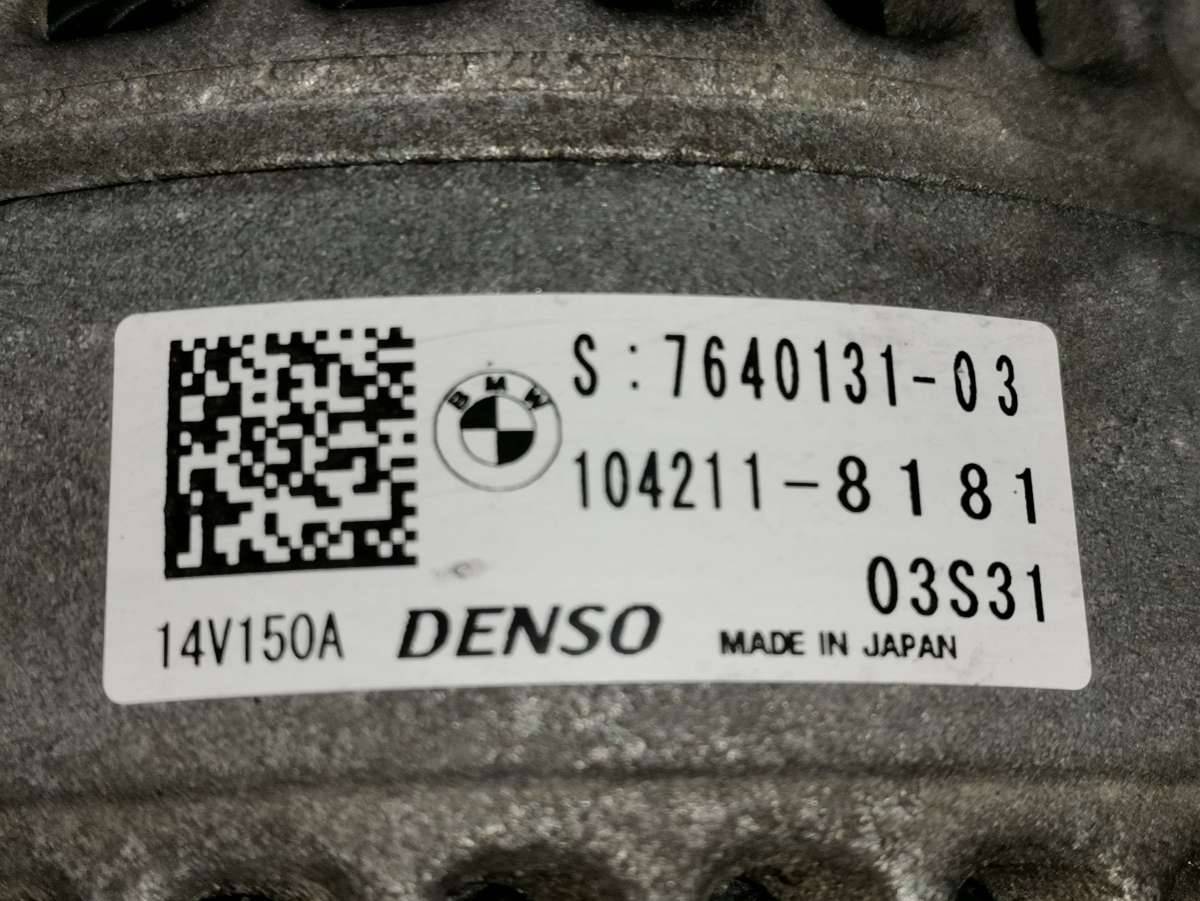 BMW
S:7640131-03
104211-8181
03S31
14V150A DENSO MADE IN JAPAN